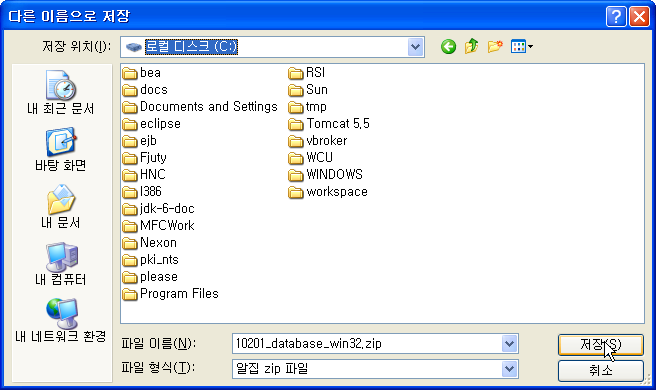 다른 이름으로 저장
저장 위치(I):
로컬 디스크 (C:)
내 최근 문서
바탕 화면
내 문서
내 컴퓨터
내 네트워크 환경
bea
docs
Documents and Settings
eclipse
ejb
Fjuty
HNC
I386
jdk-6-doc
MFCWork
Nexon
pki_nts
please
Program Files
RSI
Sun
tmp
Tomcat 5.5
vbroker
WCU
WINDOWS
workspace
파일 이름(N):
10201_database_win32.zip
저장(S)
파일 형식(T):
알집 zip 파일
취소